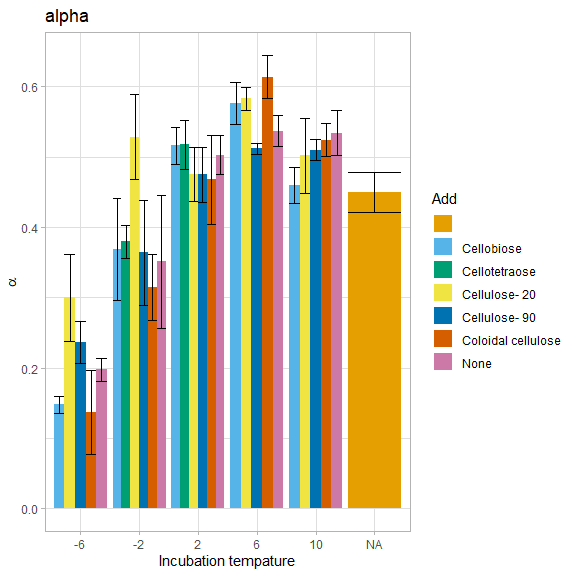 alpha
0.6
0.4
0.2
0.0
α
-6
-2
2
6
10
NA
Incubation tempature
Add
Cellobiose
Cellotetraose
Cellulose- 20
Cellulose- 90
Coloidal cellulose
None